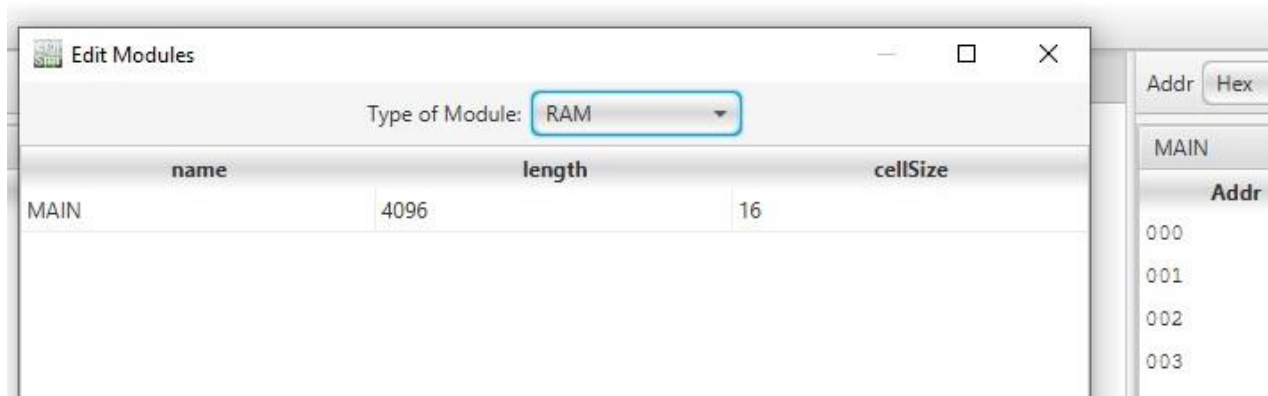 Edit Modules
Type of Module: RAM
name length cellSize
MAIN 4096 16
Addr Hex
MAIN
Addr
000
001
002
003